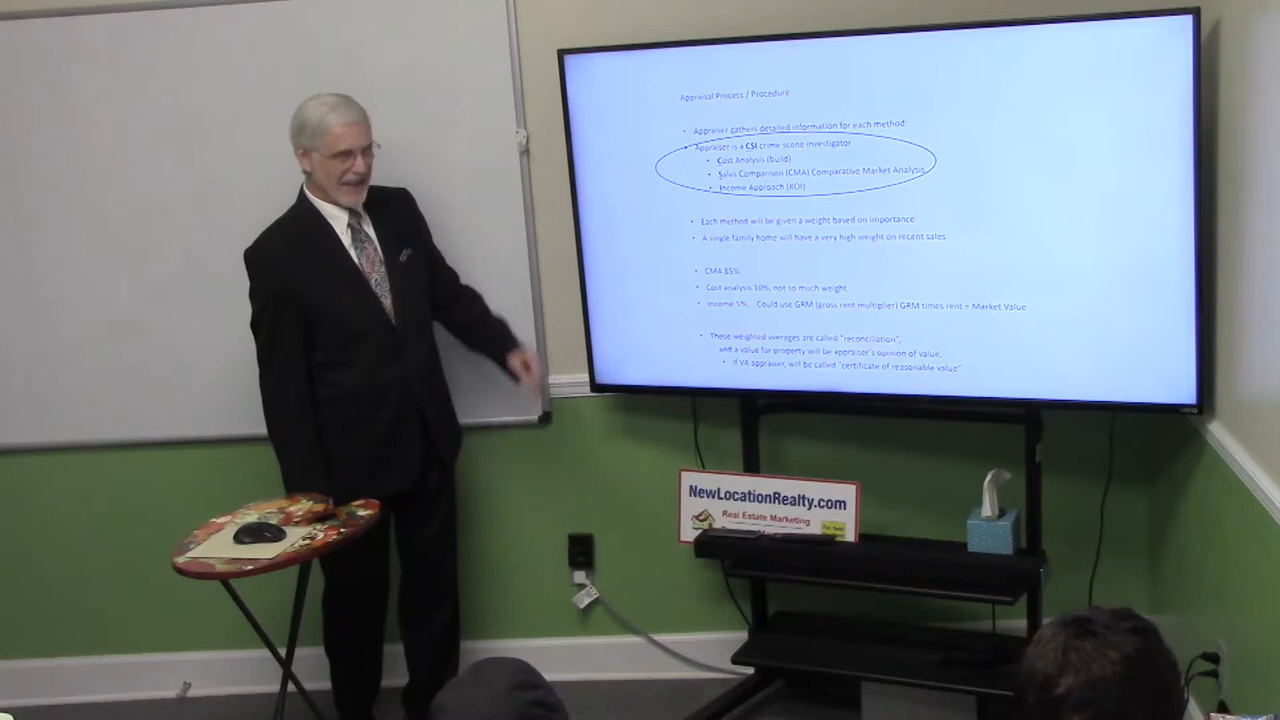 Appraisal Process / Procedure
• Appraiser gathers detailed information for each method.
• Appraiser is a CSI crime scene investigator
• Cost Analysis (build)
• Sales Comparison (CMA) Comparative Market Analysis
• Income Approach (ROI)
• Each method will be given a weight based on importance
• A single family home will have a very high weight on recent sales
• CMA 85%
• Cost analysis 10%, not so much weight
• Income 5%. Could use GRM (gross rent multiplier) GRM times rent = Market Value
• These weighted averages are called "reconciliation",
and a value for property will be appraiser's opinion of value.
• if VA appraiser, will be called "certificate of reasonable value"
NewLocationRealty.com
Real Estate Marketing
For Sale